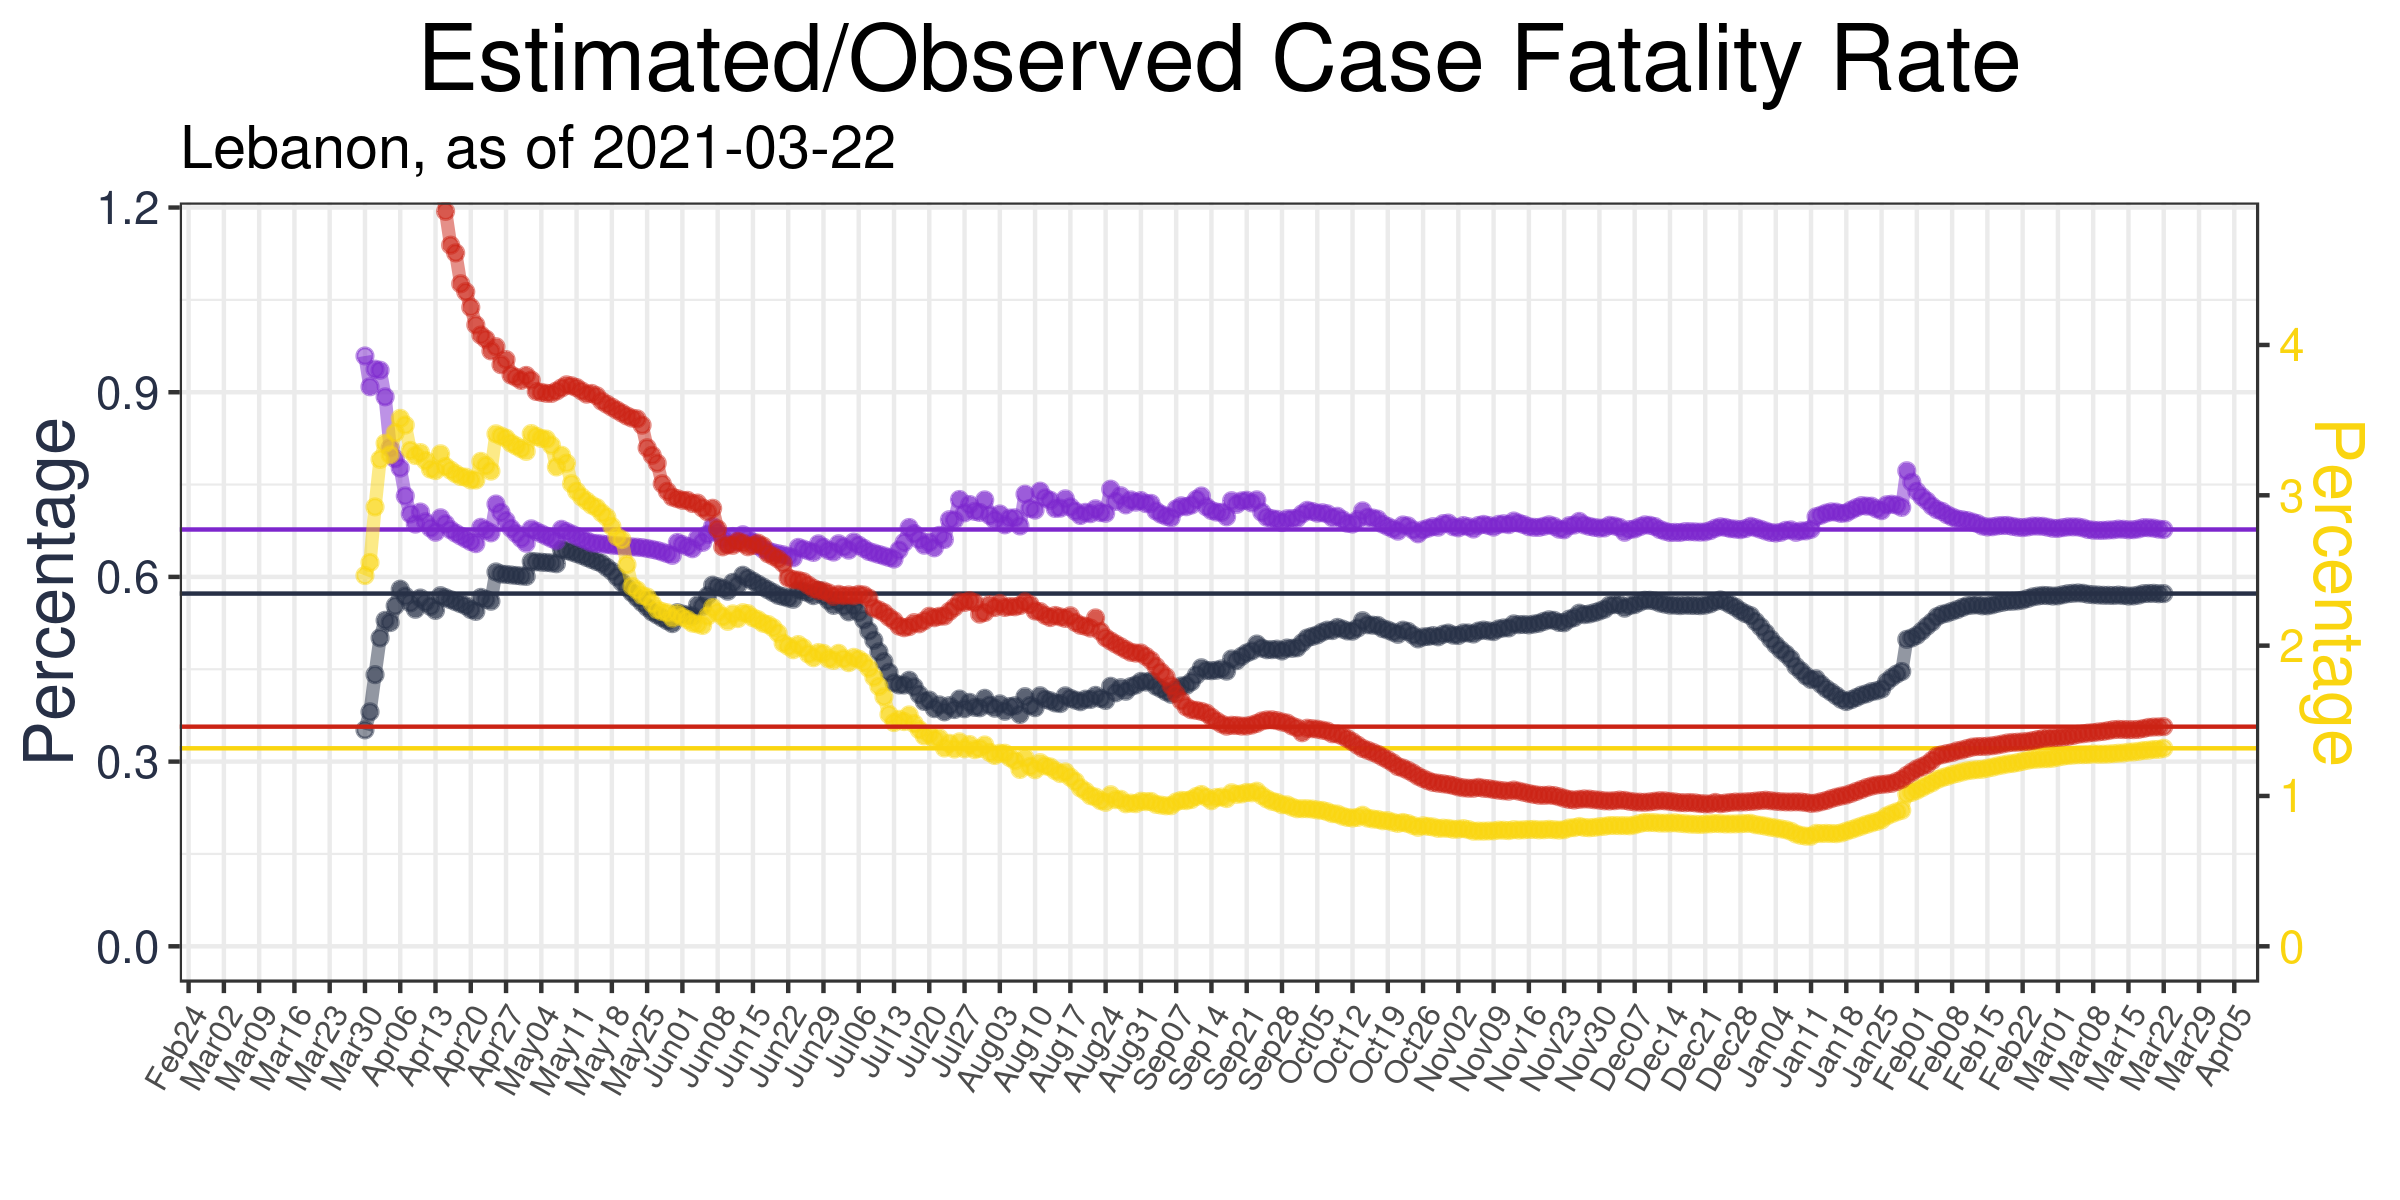 Estimated/Observed Case Fatality Rate
Lebanon, as of 2021-03-22
Percentage
1.2
0.9
0.6
0.3
0.0
4
3
2
1
0
Percentage
Feb24 Mar02 Mar09 Mar16 Mar23 Mar30 Apr06 Apr13 Apr20 Apr27 May04 May11 May18 May25 Jun01 Jun08 Jun15 Jun22 Jun29 Jul06 Jul13 Jul20 Jul27 Aug03 Aug10 Aug17 Aug24 Aug31 Sep07 Sep14 Sep21 Sep28 Oct05 Oct12 Oct19 Oct26 Nov02 Nov09 Nov16 Nov23 Nov30 Dec07 Dec14 Dec21 Dec28 Jan04 Jan11 Jan18 Jan25 Feb01 Feb08 Feb15 Feb22 Mar01 Mar08 Mar15 Mar22 Mar29 Apr05